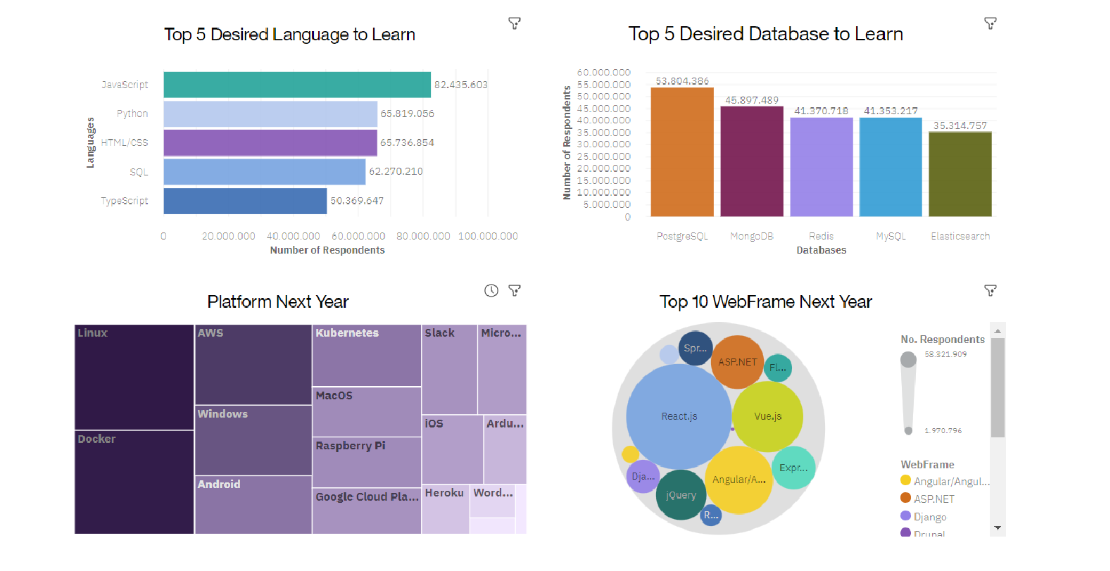 Top 5 Desired Language to Learn
Languages
JavaScript
82.435.603
Python
65.819.056
HTML/CSS
65.736.854
SQL
62.270.210
TypeScript
50.369.647
0 20.000.000 40.000.000 60.000.000 80.000.000 100.000.000
Number of Respondents
Top 5 Desired Database to Learn
Number of Respondents
60.000.000
55.000.000
50.000.000
45.000.000
40.000.000
35.000.000
30.000.000
25.000.000
20.000.000
15.000.000
10.000.000
5.000.000
0
53.804.386
45.897.489
41.370.718
41.353.217
35.314.757
PostgreSQL MongoDB Redis MySQL Elasticsearch
Databases
Platform Next Year
Linux
Docker
AWS
Windows
Android
Kubernetes
MacOS
Raspberry Pi
Google Cloud Pla...
Slack
Micro...
iOS
Ardu...
Heroku
Word...
Top 10 WebFrame Next Year
Spr...
ASP.NET
Fi...
React.js
Vue.js
Expr...
Dja...
Angular/A...
jQuery
R...
No. Respondents
58.321.909
1.970.796
WebFrame
Angular/Angul...
ASP.NET
Django
Drupal